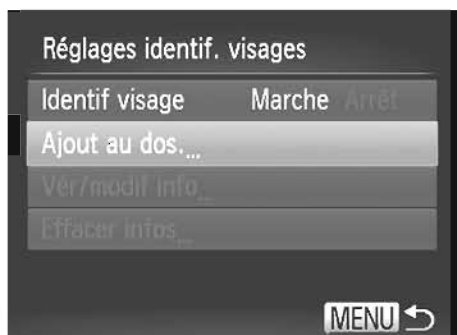 Réglages identif. visages
Identif visage Marche Arrêt
Ajout au dos....
Vér/modif info...
Effacer infos...
MENU